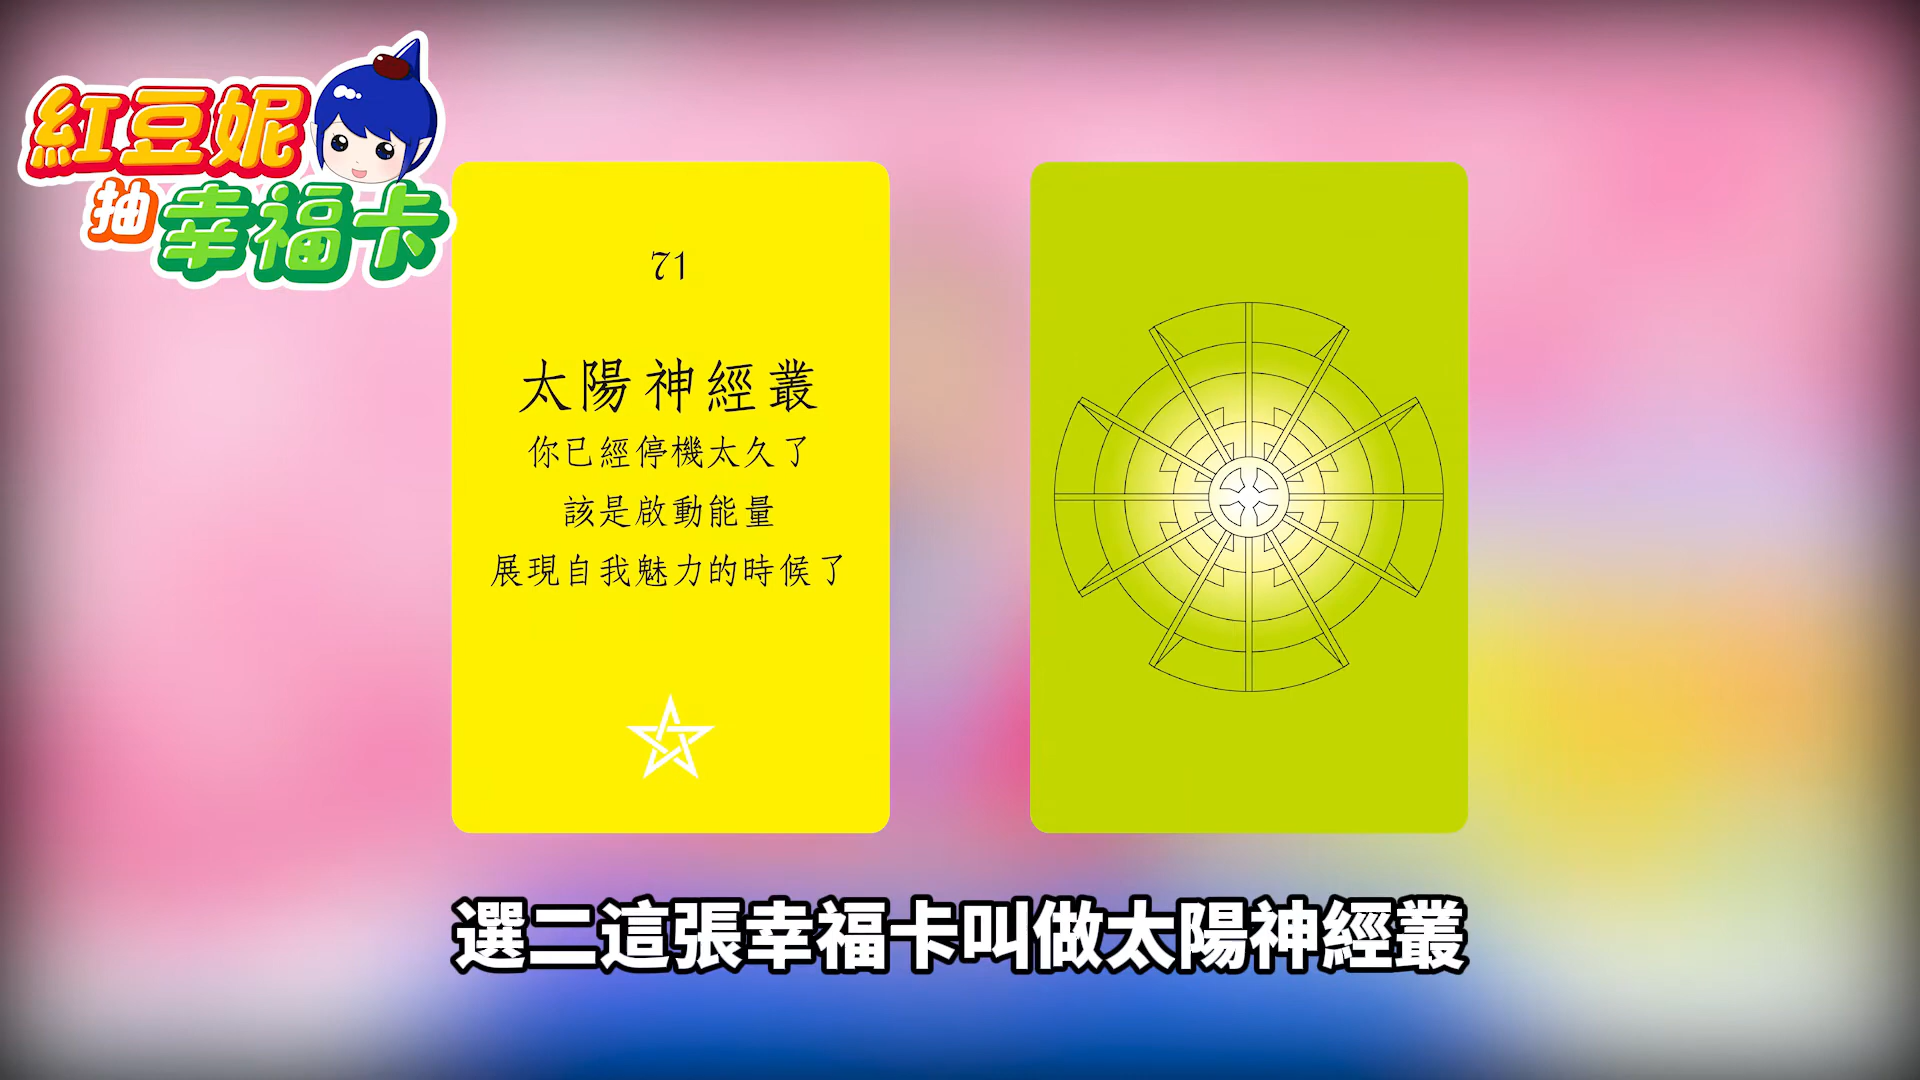 紅豆妮
抽幸福卡
71
太陽神經叢
你已經停機太久了
該是啟動能量
展現自我魅力的時候了
選二這張幸福卡叫做太陽神經叢